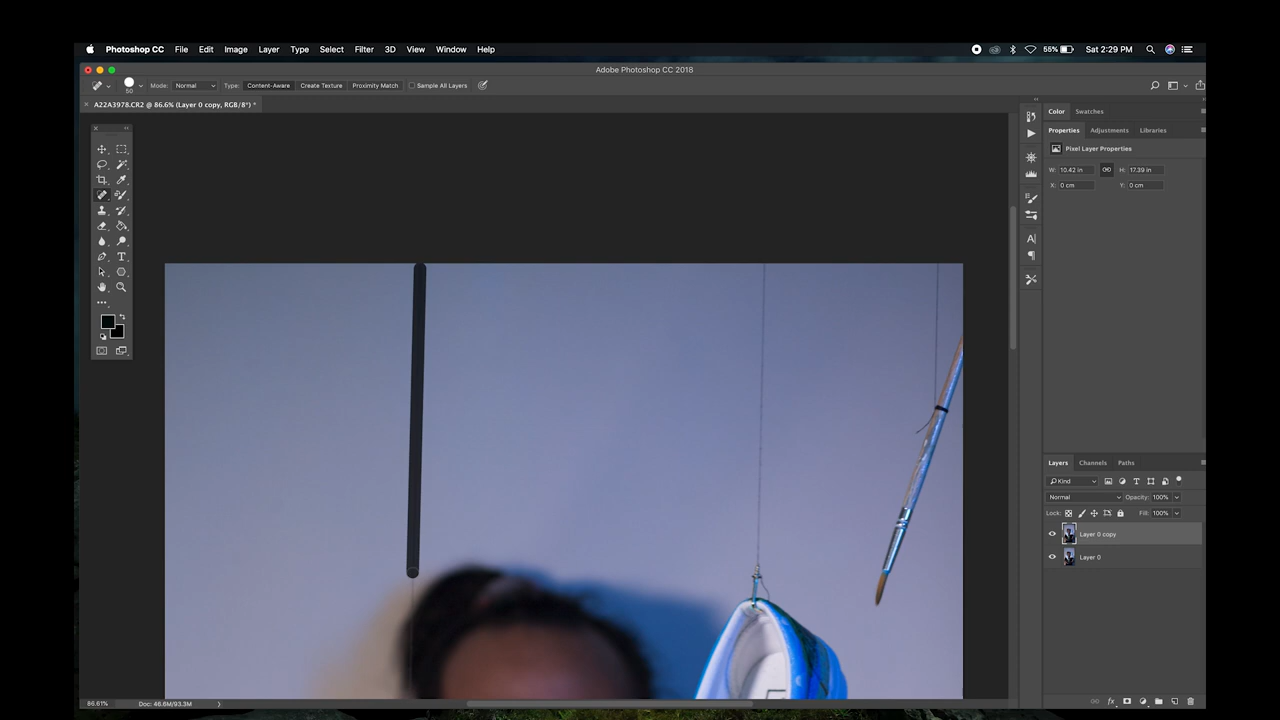 Photoshop CC File Edit Image Layer Type Select Filter 3D View Window Help 55% Sat 2:29 PM
Adobe Photoshop CC 2018
50 Mode: Normal Type: Content-Aware Create Texture Proximity Match Sample All Layers
A22A3978.CR2 @ 86.6% (Layer 0 copy, RGB/8*) *
Color Swatches
Properties Adjustments Libraries
Pixel Layer Properties
W: 10.42 in H: 17.39 in
X: 0 cm Y: 0 cm
Layers Channels Paths
Kind
Normal Opacity: 100%
Lock: Fill: 100%
Layer 0 copy
Layer 0
86.61% Doc: 46.6M/93.3M